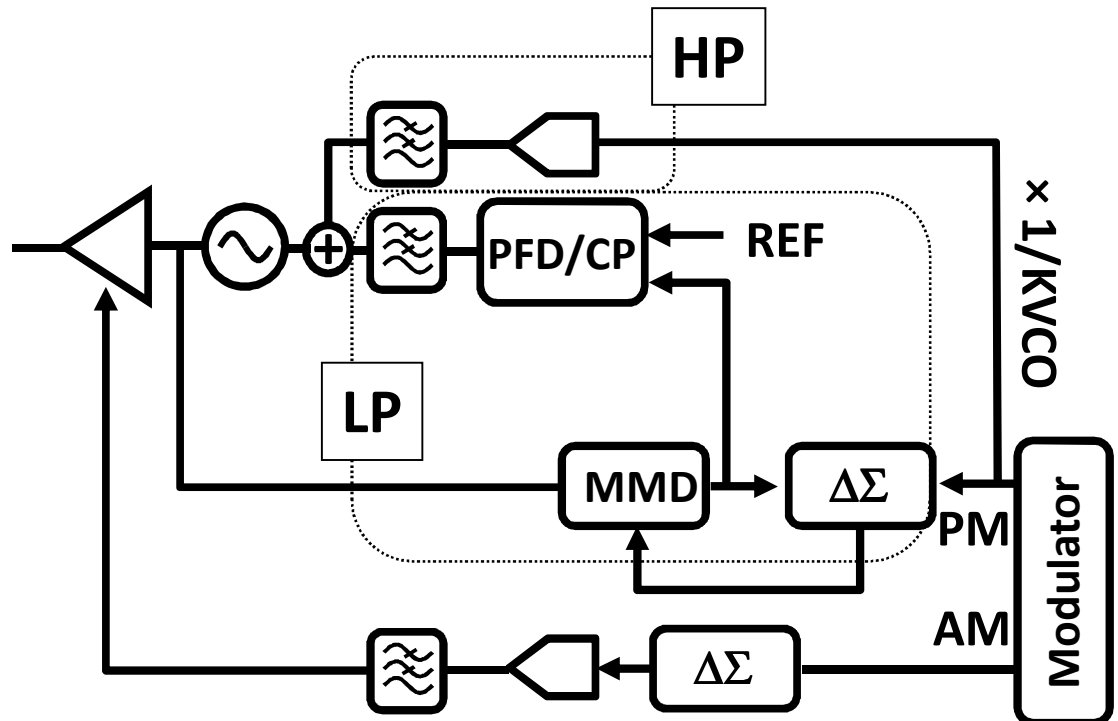 HP
× 1/KVCO
PFD/CP
REF
+
LP
MMD
ΔΣ
PM
Modulator
AM
ΔΣ